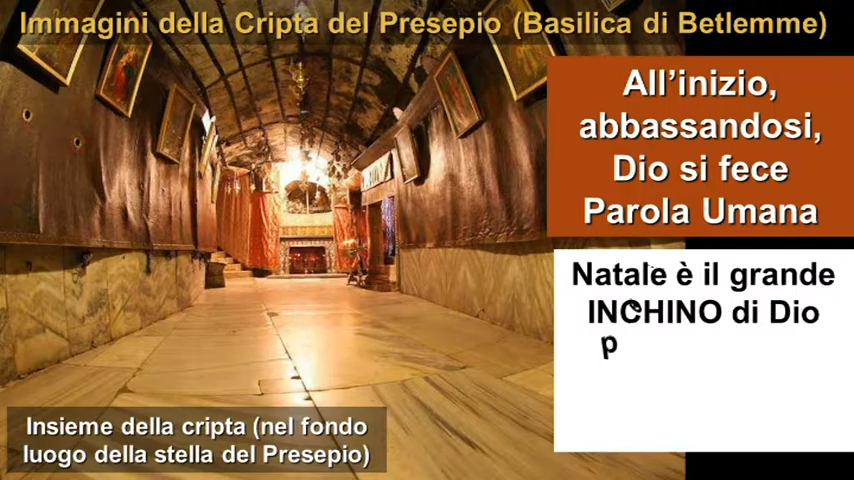 Immagini della Cripta del Presepio (Basilica di Betlemme)
All’inizio,
abbassandosi,
Dio si fece
Parola Umana
Natale è il grande
INCHINO di Dio
p
Insieme della cripta (nel fondo
luogo della stella del Presepio)